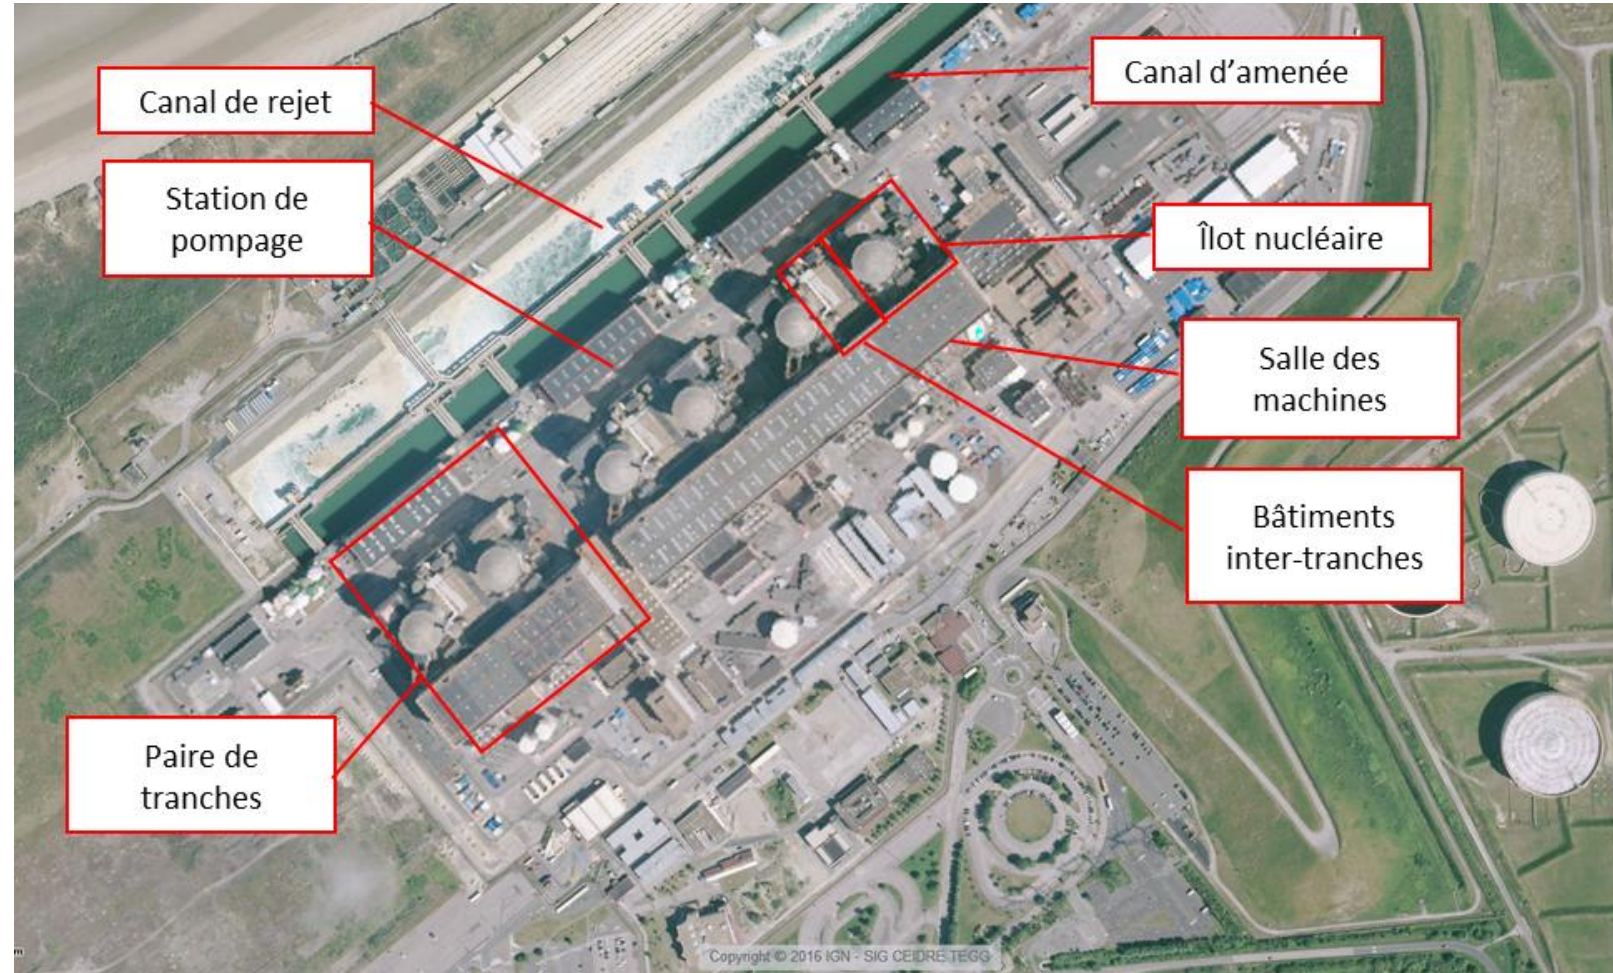 Canal de rejet
Canal d'amenée
Station de
pompage
Îlot nucléaire
Salle des
machines
Bâtiments
inter-tranches
Paire de
tranches
m
Copyright © 2016 IGN - SIG CEIDRE TEGG